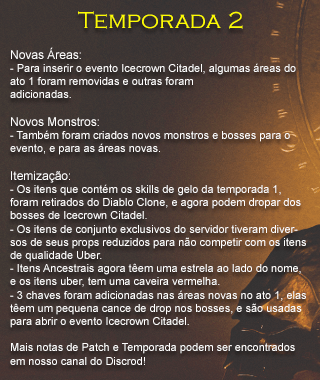 TEMPORADA 2
Novas Áreas:
- Para inserir o evento Icecrown Citadel, algumas áreas do
ato 1 foram removidas e outras foram
adicionadas.
Novos Monstros:
- Também foram criados novos monstros e bosses para o
evento, e para as áreas novas.
Itemização:
- Os itens que contém os skills de gelo da temporada 1,
foram retirados do Diablo Clone, e agora podem dropar dos
bosses de Icecrown Citadel.
- Os itens de conjunto exclusivos do servidor tiveram diver-
sos de seus props reduzidos para não competir com os itens
de qualidade Uber.
- Itens Ancestrais agora têem uma estrela ao lado do nome,
e os itens uber, tem uma caveira vermelha.
- 3 chaves foram adicionadas nas áreas novas no ato 1, elas
têem um pequena cance de drop nos bosses, e são usadas
para abrir o evento Icecrown Citadel.
Mais notas de Patch e Temporada podem ser encontrados
em nosso canal do Discrod!